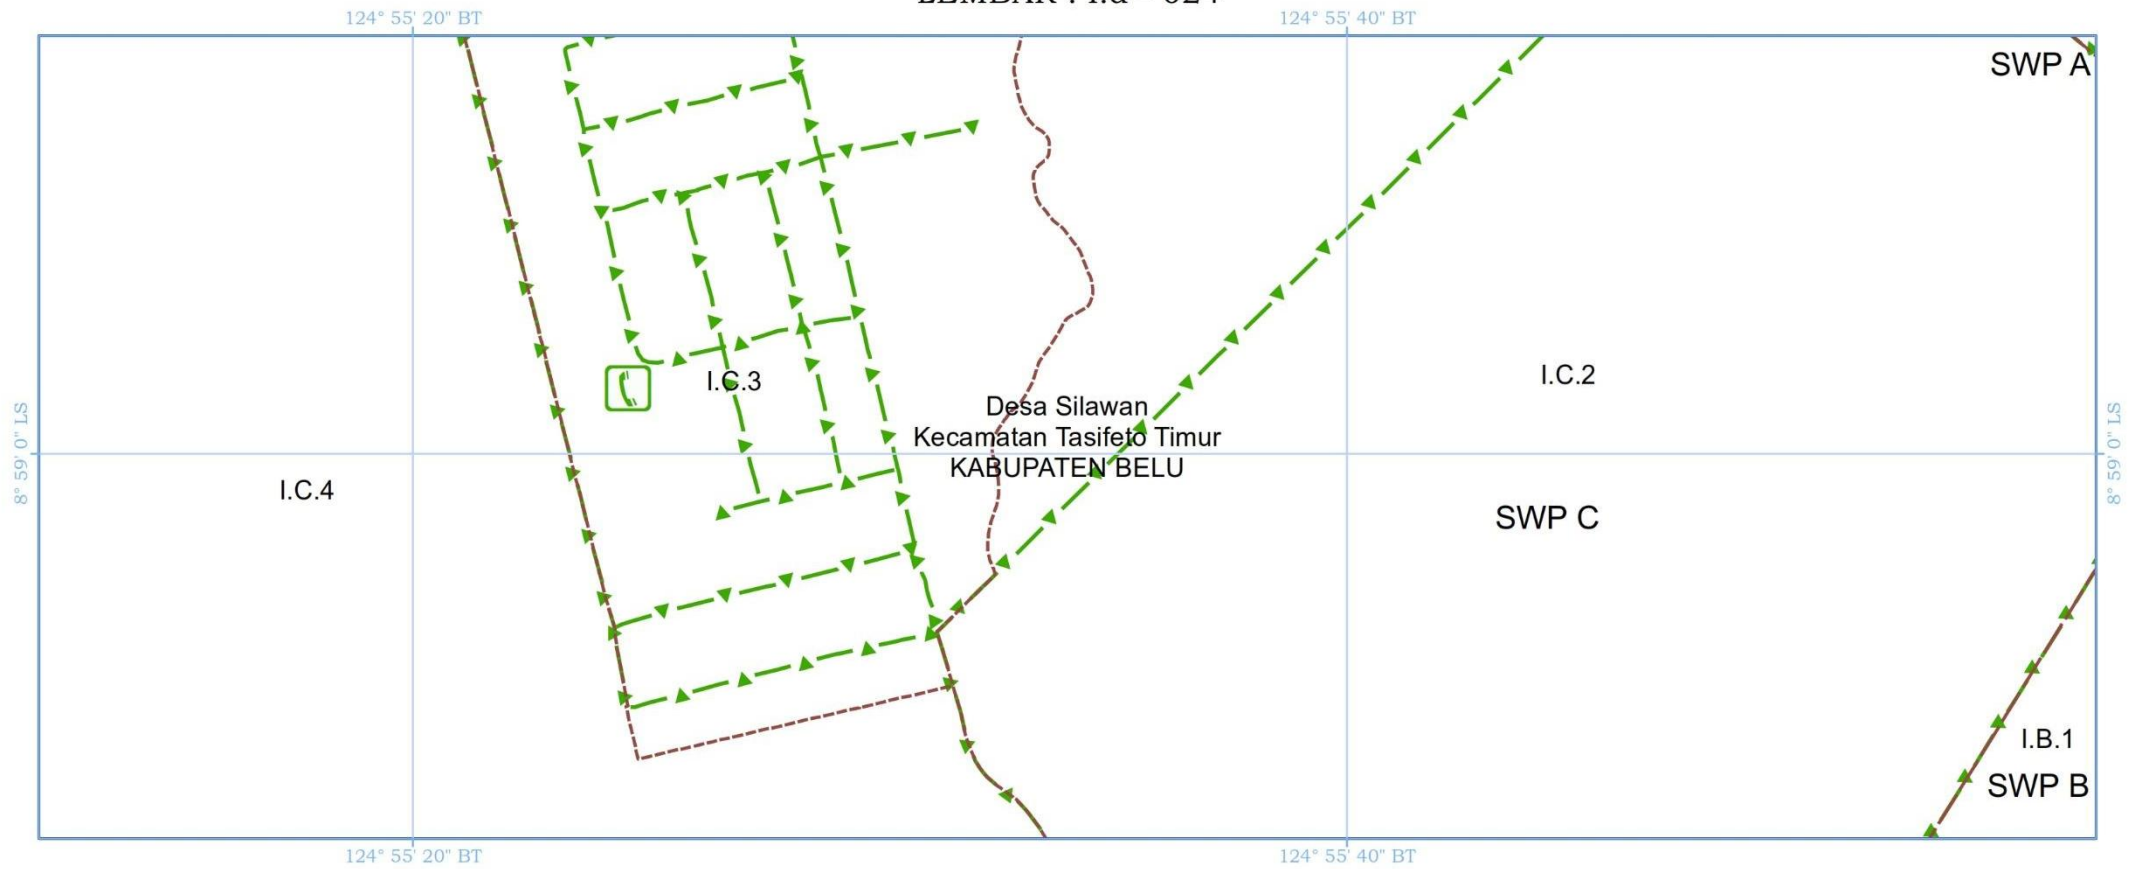 124° 55' 20" BT
124° 55' 40" BT
SWP A
I.C.3
I.C.2
Desa Silawan
Kecamatan Tasifeto Timur
KABUPATEN BELU
8° 59' 0" LS
8° 59' 0" LS
I.C.4
SWP C
I.B.1
SWP B
124° 55' 20" BT
124° 55' 40" BT